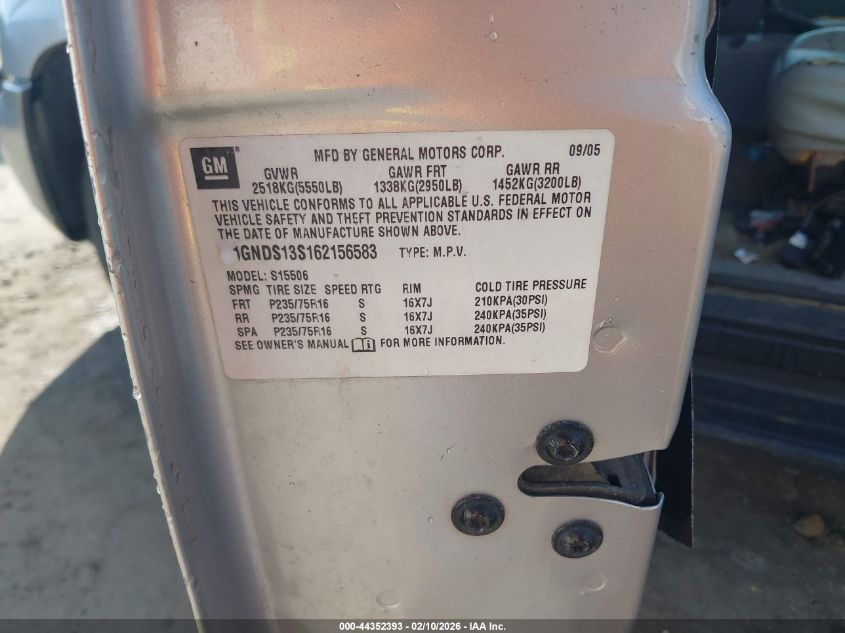 GM
MFD BY GENERAL MOTORS CORP. 09/05
GVWR GAWR FRT GAWR RR
2518KG(5550LB) 1338KG(2950LB) 1452KG(3200LB)
THIS VEHICLE CONFORMS TO ALL APPLICABLE U.S. FEDERAL MOTOR
VEHICLE SAFETY AND THEFT PREVENTION STANDARDS IN EFFECT ON
THE DATE OF MANUFACTURE SHOWN ABOVE.
1GNDS13S162156583 TYPE: M.P.V.
MODEL: S15506
SPMG TIRE SIZE SPEED RTG RIM COLD TIRE PRESSURE
FRT P235/75R16 S 16X7J 210KPA(30PSI)
RR P235/75R16 S 16X7J 240KPA(35PSI)
SPA P235/75R16 S 16X7J 240KPA(35PSI)
SEE OWNER'S MANUAL FOR MORE INFORMATION.
000-44352393 - 02/10/2026 - IAA Inc.